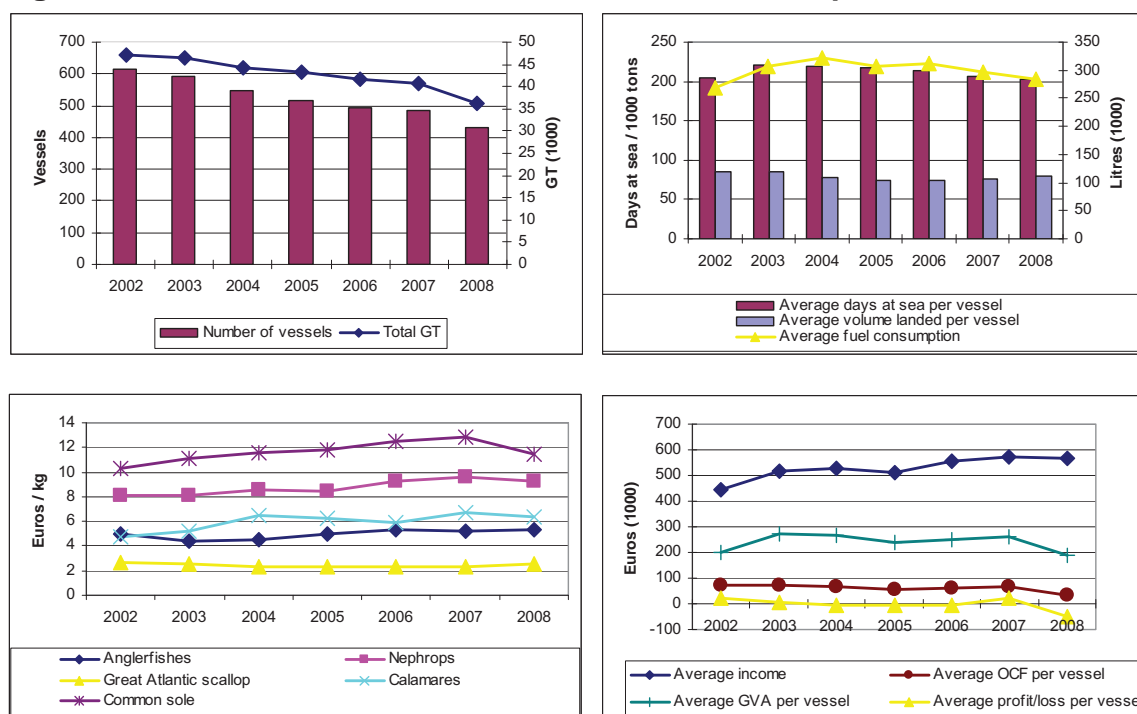 700
600
500
400
300
200
100
0
Vessels
50
45
40
35
30
25
20
15
10
5
0
GT (1000)
2002 2003 2004 2005 2006 2007 2008
Number of vessels Total GT
250
200
150
100
50
0
Days at sea / 1000 tons
350
300
250
200
150
100
50
0
Litres (1000)
2002 2003 2004 2005 2006 2007 2008
Average days at sea per vessel
Average volume landed per vessel
Average fuel consumption
14
12
10
8
6
4
2
0
Euros / kg
2002 2003 2004 2005 2006 2007 2008
Anglerfishes Nephrops
Great Atlantic scallop Calamares
Common sole
700
600
500
400
300
200
100
0
-100
Euros (1000)
2002 2003 2004 2005 2006 2007 2008
Average income Average OCF per vessel
Average GVA per vessel Average profit/loss per vesse